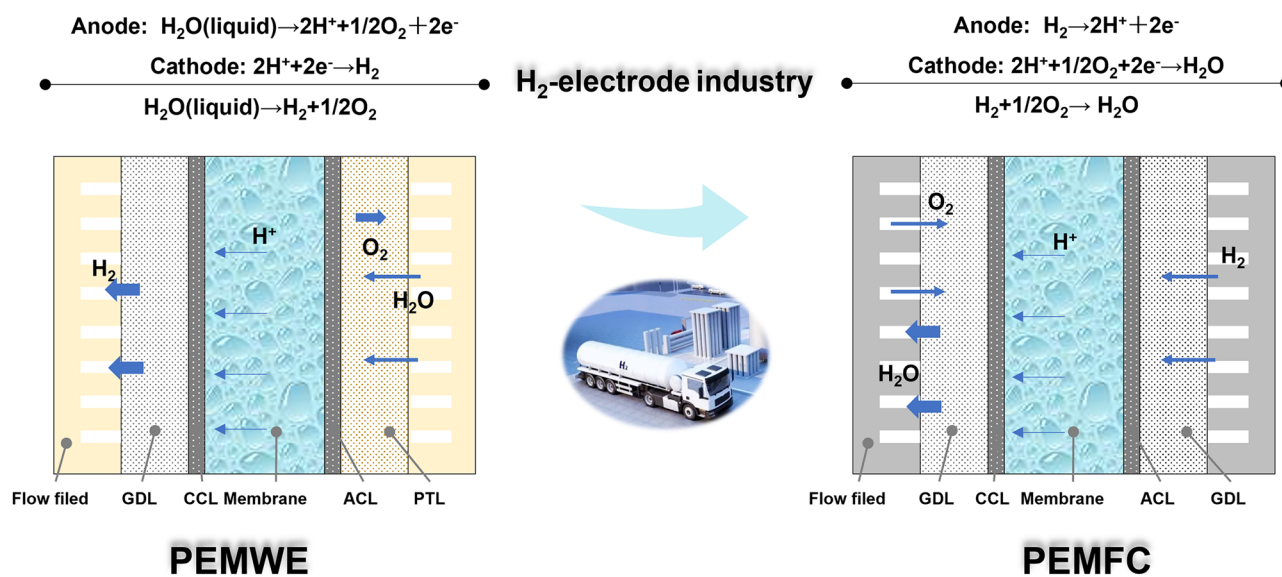 Anode: H₂O(liquid)→2H⁺+1/2O₂＋2e⁻
Cathode: 2H⁺+2e⁻→H₂
H₂O(liquid)→H₂+1/2O₂
H₂-electrode industry
Anode: H₂→2H⁺＋2e⁻
Cathode: 2H⁺+1/2O₂+2e⁻→H₂O
H₂+1/2O₂→ H₂O
H₂
H⁺
O₂
H₂O
Flow filed
GDL
CCL
Membrane
ACL
PTL
PEMWE
H₂
O₂
H⁺
H₂
H₂O
Flow filed
GDL
CCL
Membrane
ACL
GDL
PEMFC